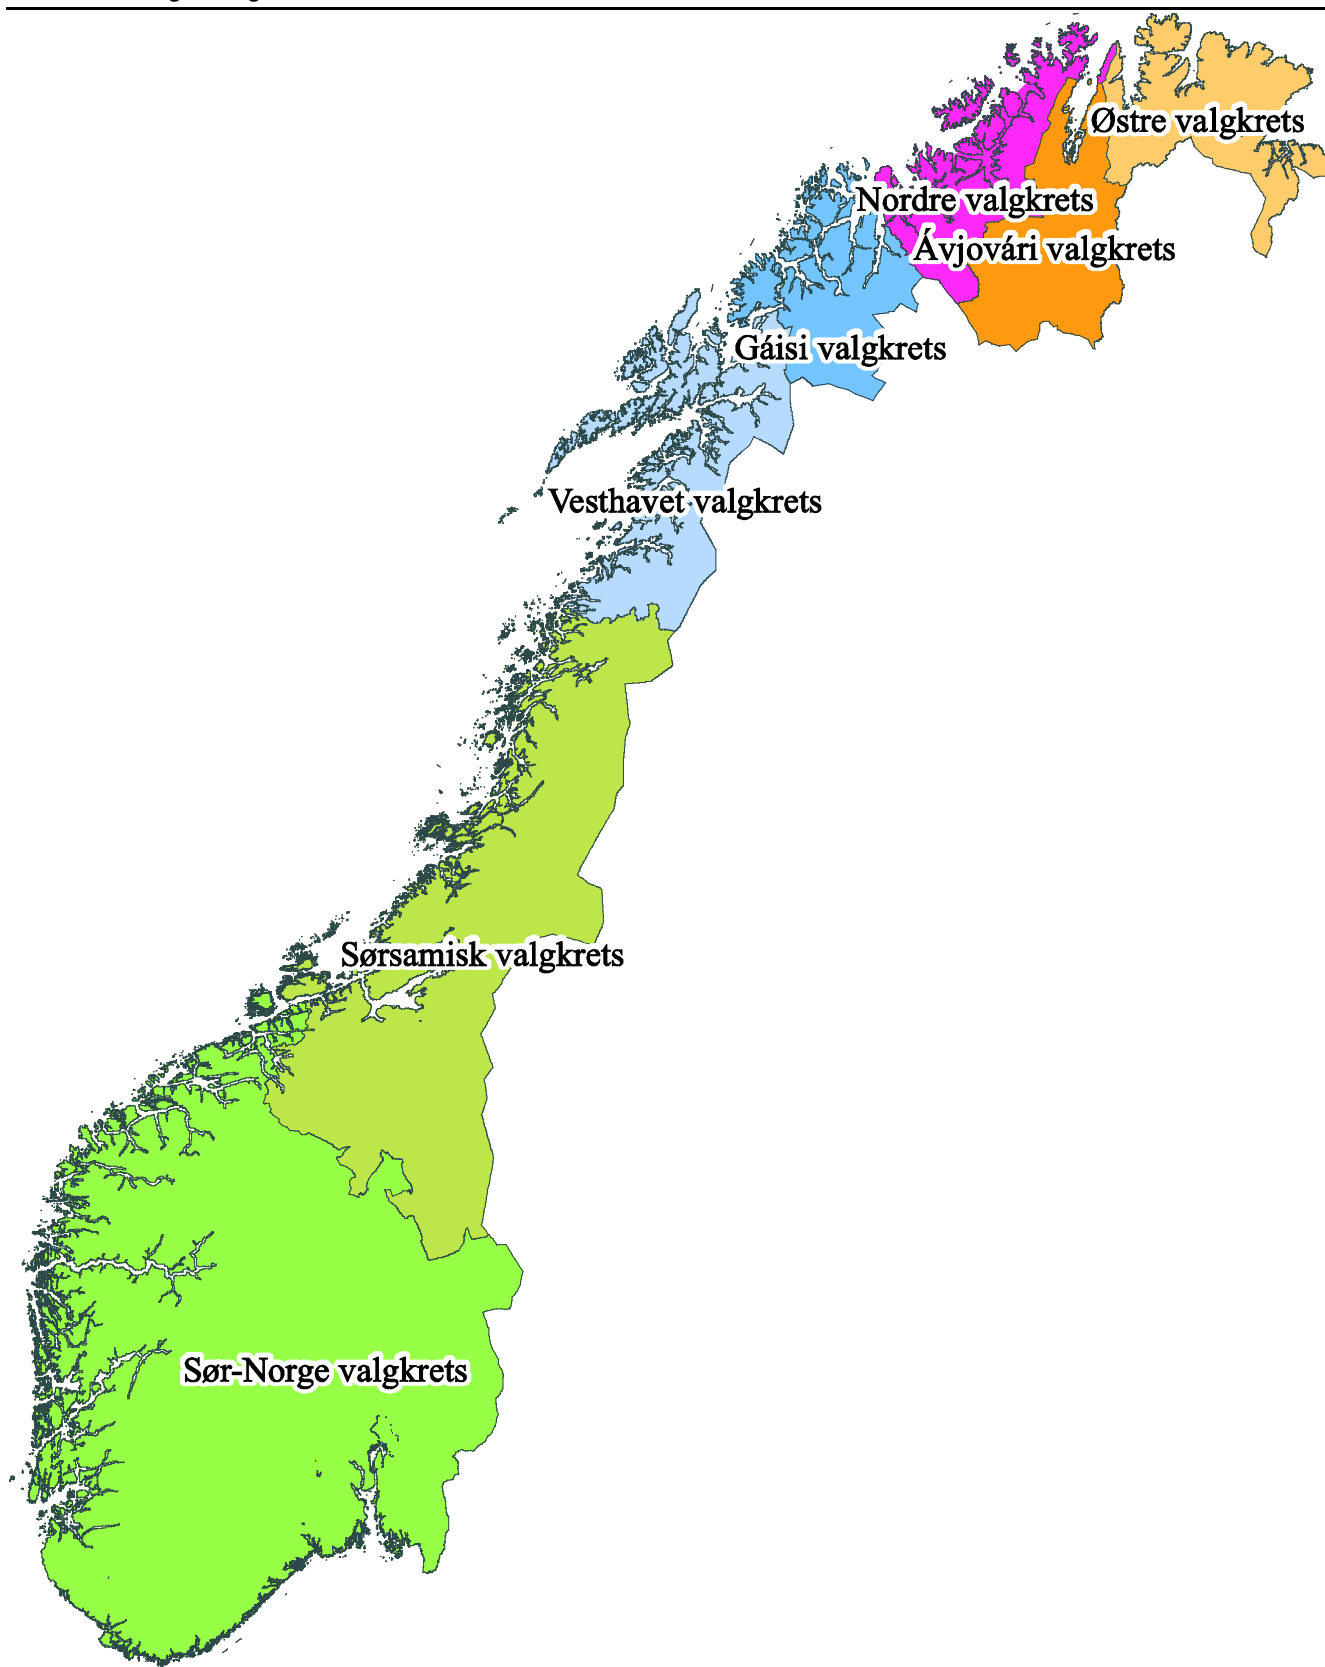 Østre valgkrets
Nordre valgkrets
Ávjovári valgkrets
Gáisi valgkrets
Vesthavet valgkrets
Sørsamisk valgkrets
Sør-Norge valgkrets